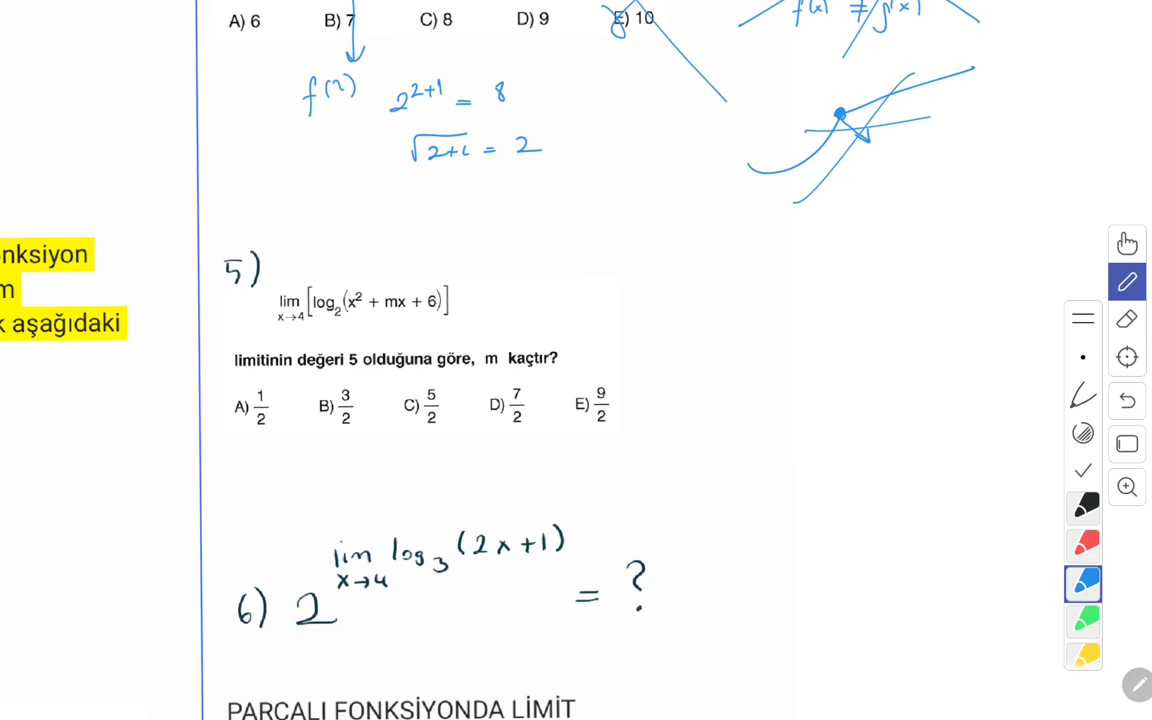 A) 6 B) 7 C) 8 D) 9 E) 10
f(2) 2^{2+1} = 8
√2+2 = 2
nksiyon
m
k aşağıdaki
5)
lim x→4 [log₂(x² + mx + 6)]
limitinin değeri 5 olduğuna göre, m kaçtır?
A) 1/2 B) 3/2 C) 5/2 D) 7/2 E) 9/2
lim x→4 log₃ (2x+1)
6) 2 = ?
PARÇALI FONKSİYONDA LİMİT